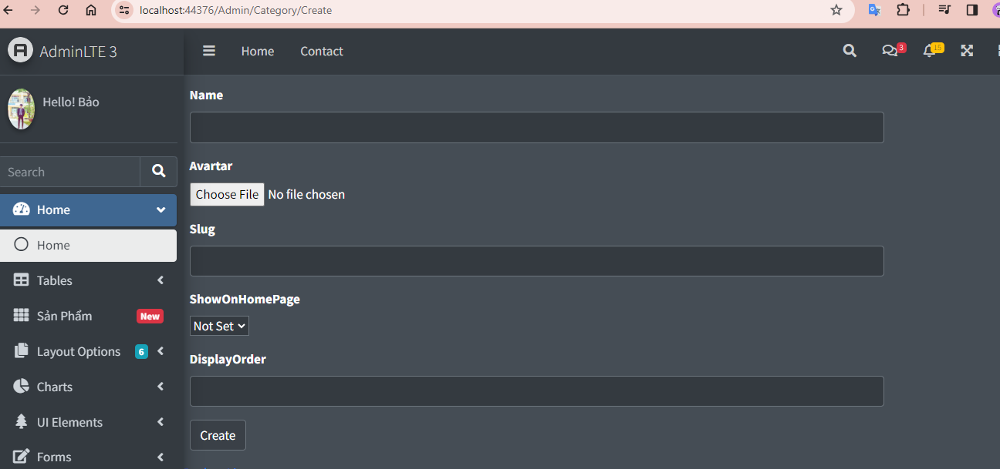 localhost:44376/Admin/Category/Create
AdminLTE 3
Home
Contact
3
15
Hello! Bảo
Search
Home
Home
Tables
Sản Phẩm
New
Layout Options
6
Charts
UI Elements
Forms
Name
Avartar
Choose File No file chosen
Slug
ShowOnHomePage
Not Set
DisplayOrder
Create